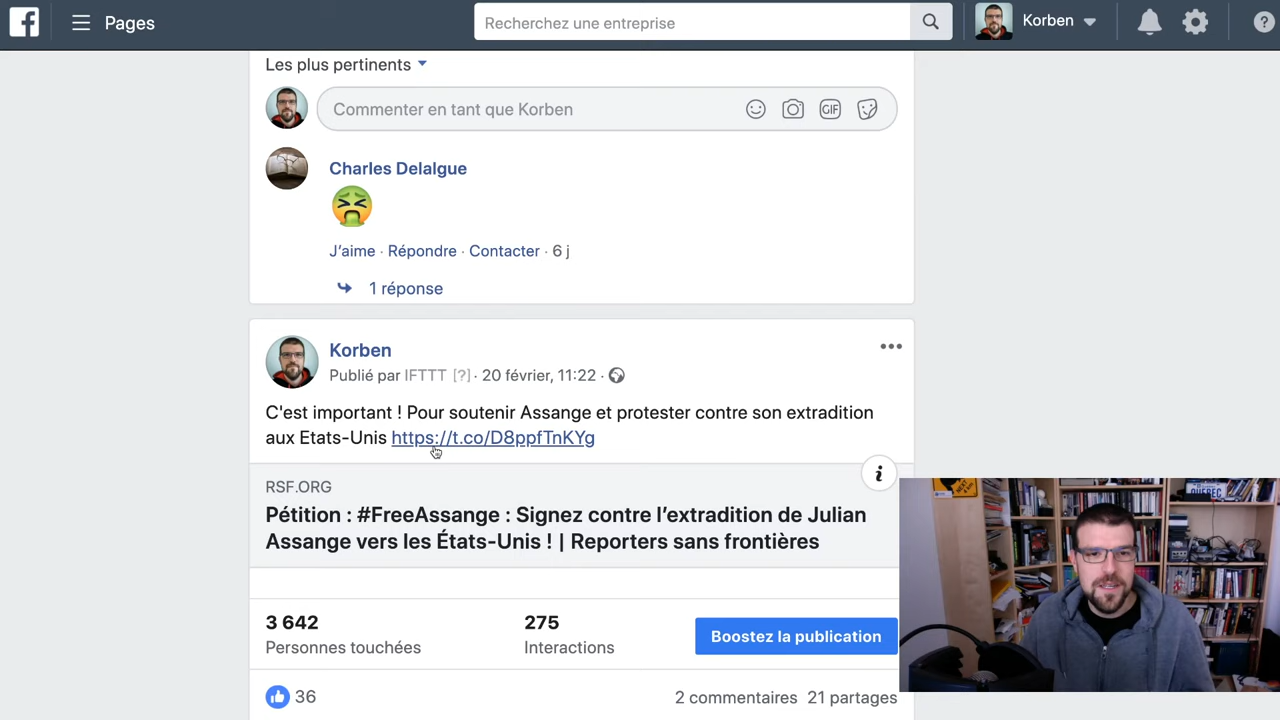 Pages
Recherchez une entreprise
Korben
?
Les plus pertinents
Commenter en tant que Korben
GIF
Charles Delalgue
J'aime · Répondre · Contacter · 6 j
1 réponse
Korben
Publié par IFTTT [?] · 20 février, 11:22 ·
C'est important ! Pour soutenir Assange et protester contre son extradition
aux Etats-Unis https://t.co/D8ppfTnKYg
i
RSF.ORG
Pétition : #FreeAssange : Signez contre l'extradition de Julian
Assange vers les États-Unis ! | Reporters sans frontières
3 642
Personnes touchées
275
Interactions
Boostez la publication
36
2 commentaires 21 partages
QUÉBEC